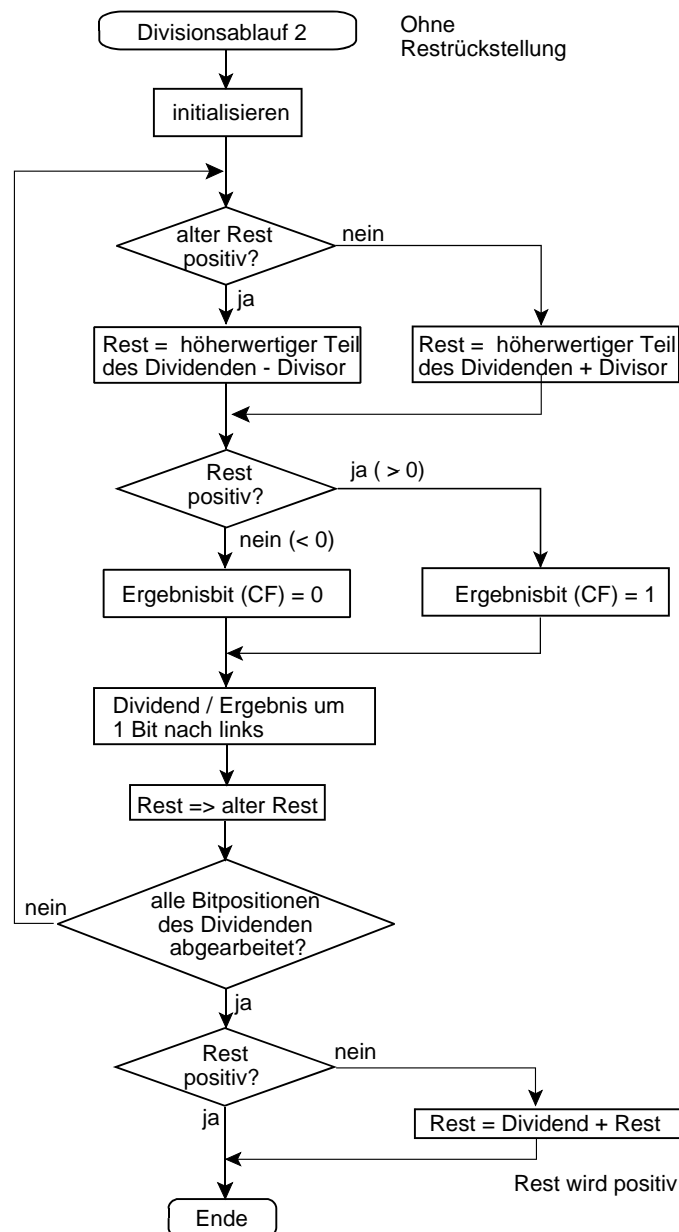 Divisionsablauf 2
Ohne
Restrückstellung
initialisieren
alter Rest
positiv?
nein
ja
Rest = höherwertiger Teil
des Dividenden - Divisor
Rest = höherwertiger Teil
des Dividenden + Divisor
Rest
positiv?
ja ( > 0)
nein (< 0)
Ergebnisbit (CF) = 0
Ergebnisbit (CF) = 1
Dividend / Ergebnis um
1 Bit nach links
Rest => alter Rest
nein
alle Bitpositionen
des Dividenden
abgearbeitet?
ja
Rest
positiv?
nein
ja
Rest = Dividend + Rest
Rest wird positiv
Ende